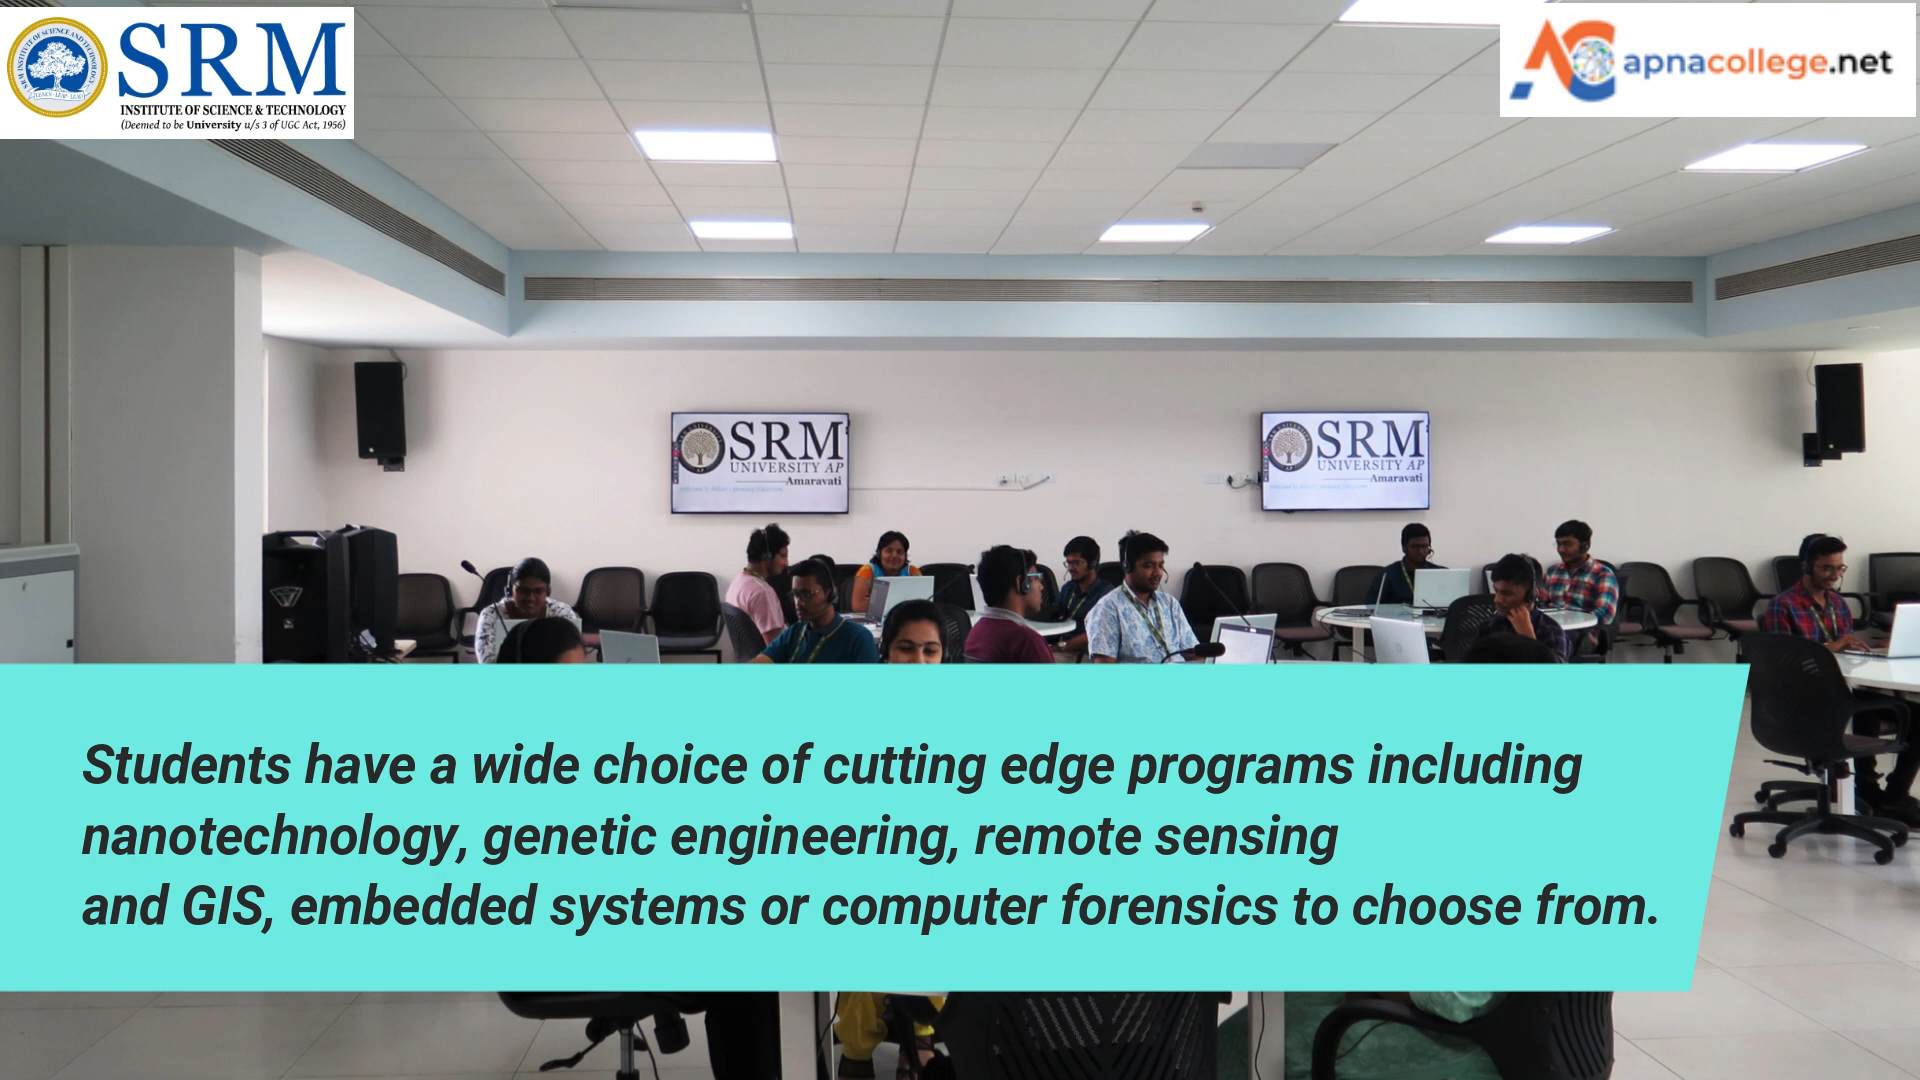 SRM
INSTITUTE OF SCIENCE & TECHNOLOGY
(Deemed to be University u/s 3 of UGC Act, 1956)
apnacollege.net
SRM
UNIVERSITY AP
Amaravati
SRM
UNIVERSITY AP
Amaravati
Students have a wide choice of cutting edge programs including
nanotechnology, genetic engineering, remote sensing
and GIS, embedded systems or computer forensics to choose from.